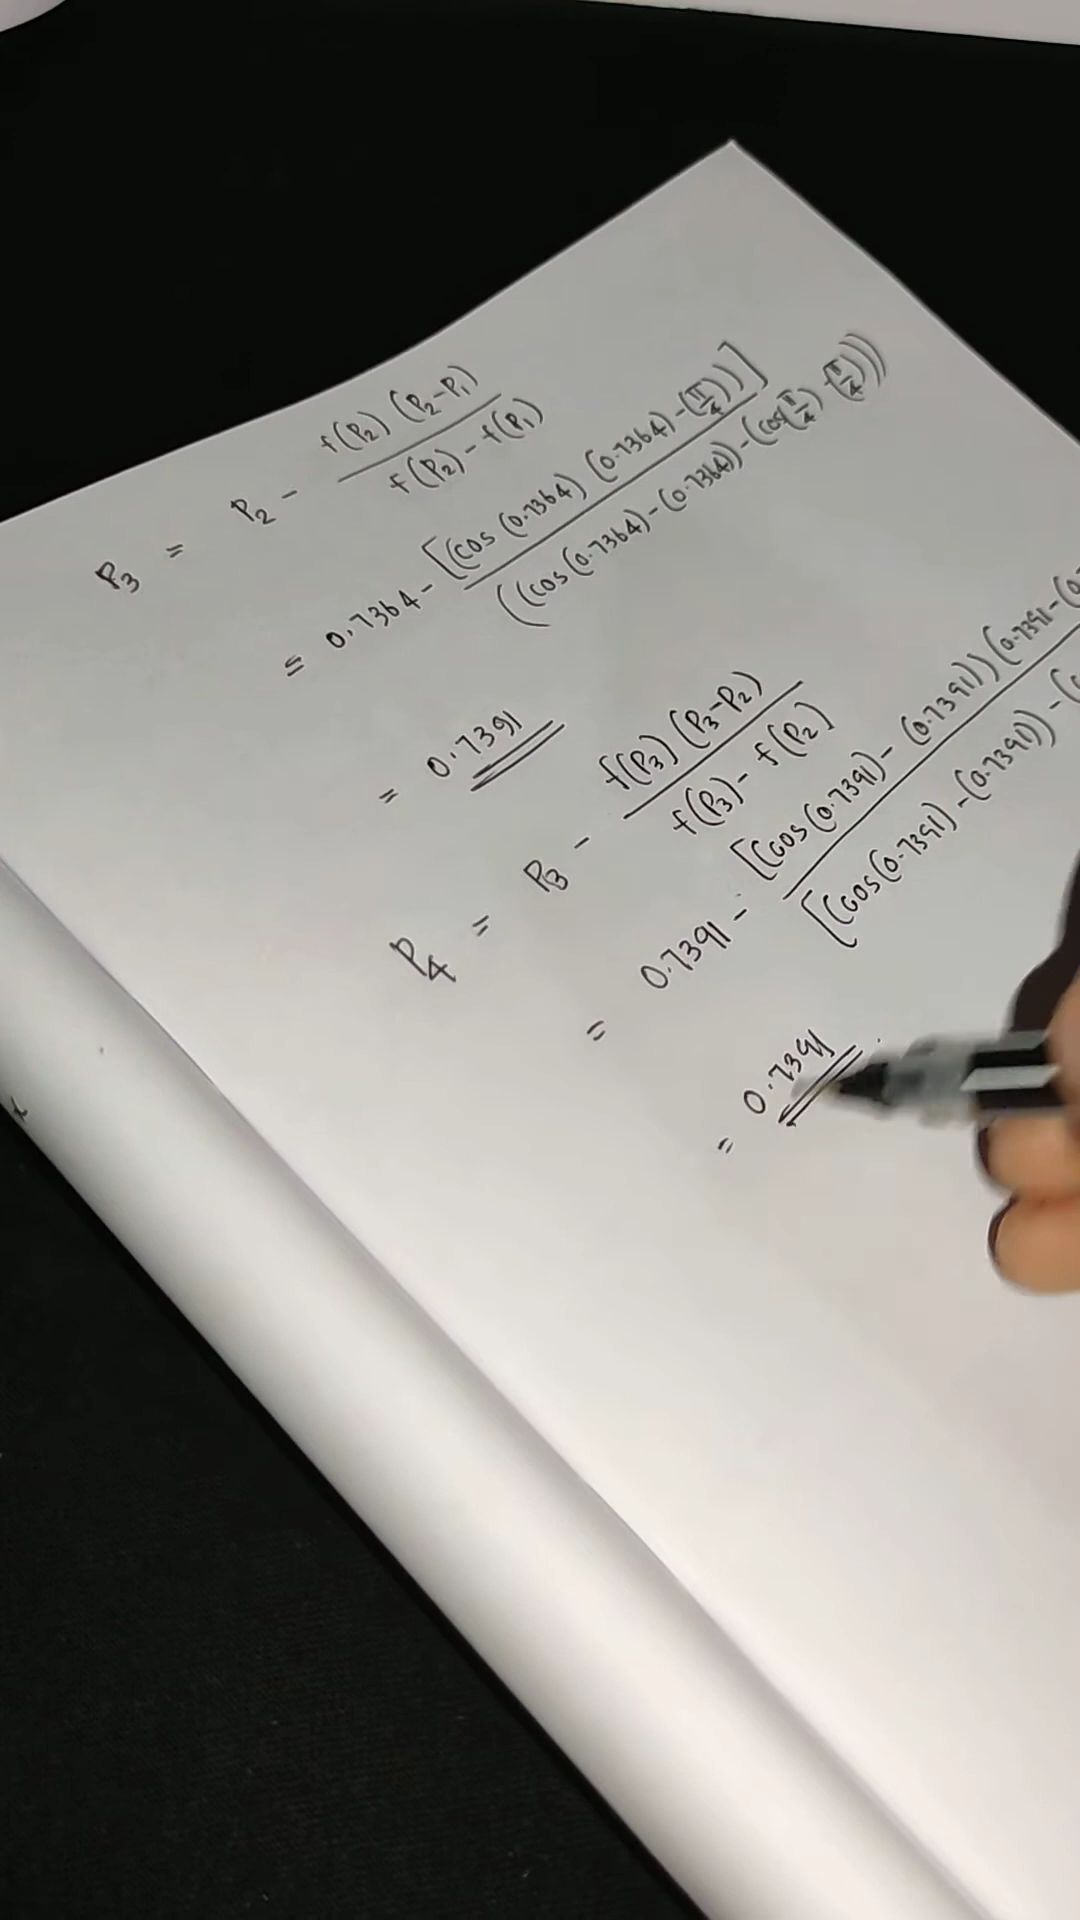 P₃ = P₂ - f(P₂) (P₂-P₁) / f(P₂) - f(P₁)
= 0.7364 - [(cos (0.7364) (0.7364) - (π/4))] / ((cos (0.7364) - (0.7364)) - (cos(π/4) - (π/4)))
= 0.7391
P₄ = P₃ - f(P₃) (P₃-P₂) / f(P₃) - f(P₂)
= 0.7391 - [(cos (0.7391) - (0.7391)) (0.7391 - (0. / [(cos (0.7391) - (0.7391)) - (
= 0.7391